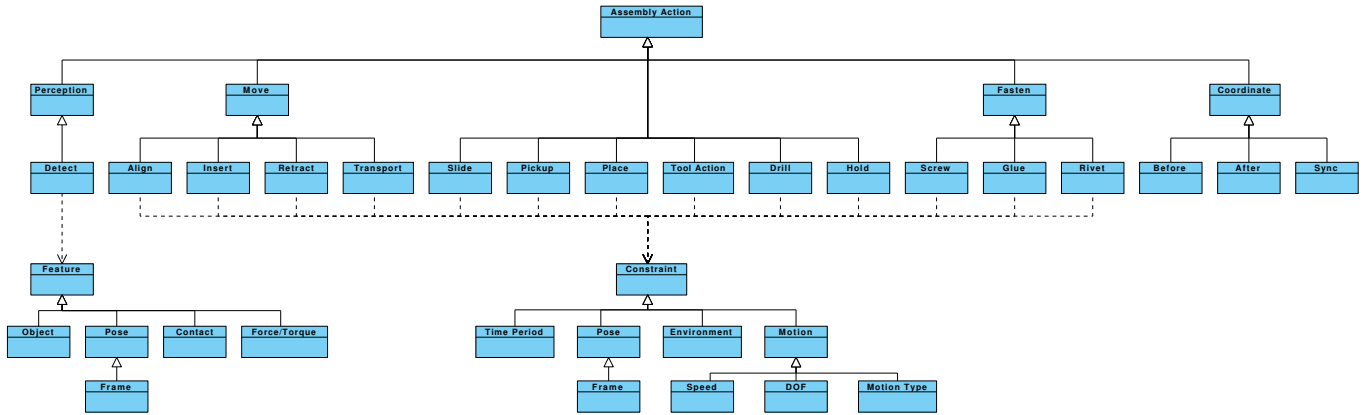 Assembly Action
Perception
Move
Fasten
Coordinate
Detect
Align
Insert
Retract
Transport
Slide
Pickup
Place
Tool Action
Drill
Hold
Screw
Glue
Rivet
Before
After
Sync
Feature
Constraint
Object
Pose
Contact
Force/Torque
Time Period
Pose
Environment
Motion
Frame
Frame
Speed
DOF
Motion Type